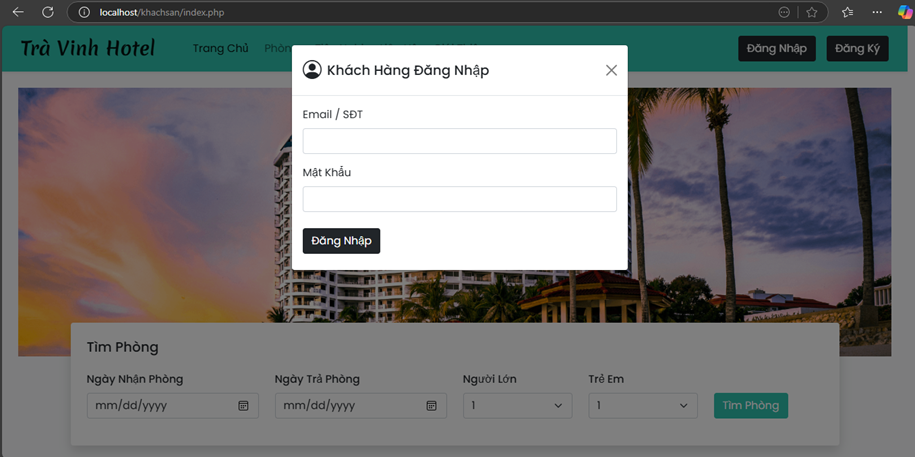 localhost/khachsan/index.php
Trà Vinh Hotel
Trang Chủ
Đăng Nhập
Đăng Ký
Khách Hàng Đăng Nhập
Email / SĐT
Mật Khẩu
Đăng Nhập
Tìm Phòng
Ngày Nhận Phòng
Ngày Trả Phòng
Người Lớn
Trẻ Em
mm/dd/yyyy
mm/dd/yyyy
1
1
Tìm Phòng